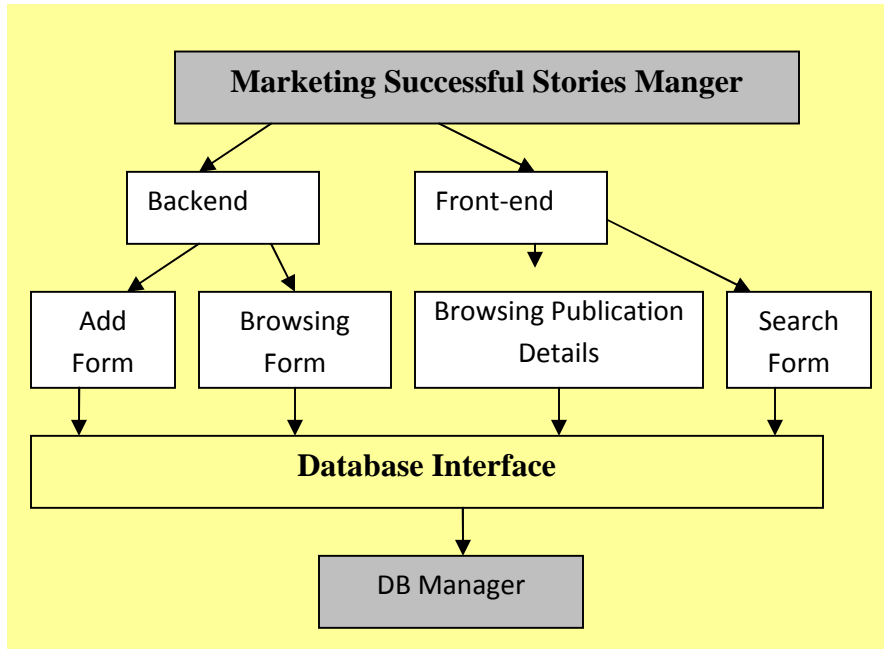 Marketing Successful Stories Manger
Backend
Front-end
Add
Form
Browsing
Form
Browsing Publication
Details
Search
Form
Database Interface
DB Manager